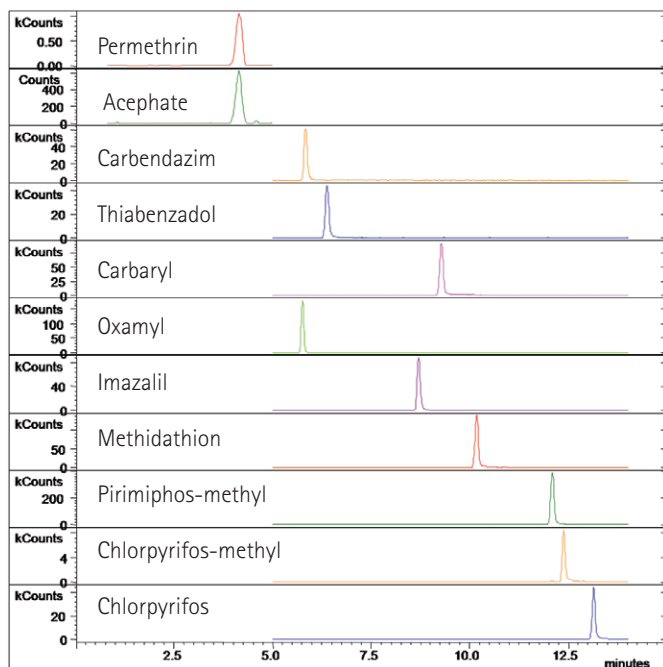 kCounts
0.50
0.00
Permethrin
Counts
400
200
0
Acephate
kCounts
40
20
0
Carbendazim
kCounts
20
0
Thiabenzadol
kCounts
50
25
0
Carbaryl
kCounts
100
50
0
Oxamyl
kCounts
40
0
Imazalil
kCounts
50
0
Methidathion
kCounts
200
0
Pirimiphos-methyl
kCounts
4
0
Chlorpyrifos-methyl
kCounts
20
0
Chlorpyrifos
2.5 5.0 7.5 10.0 12.5
minutes